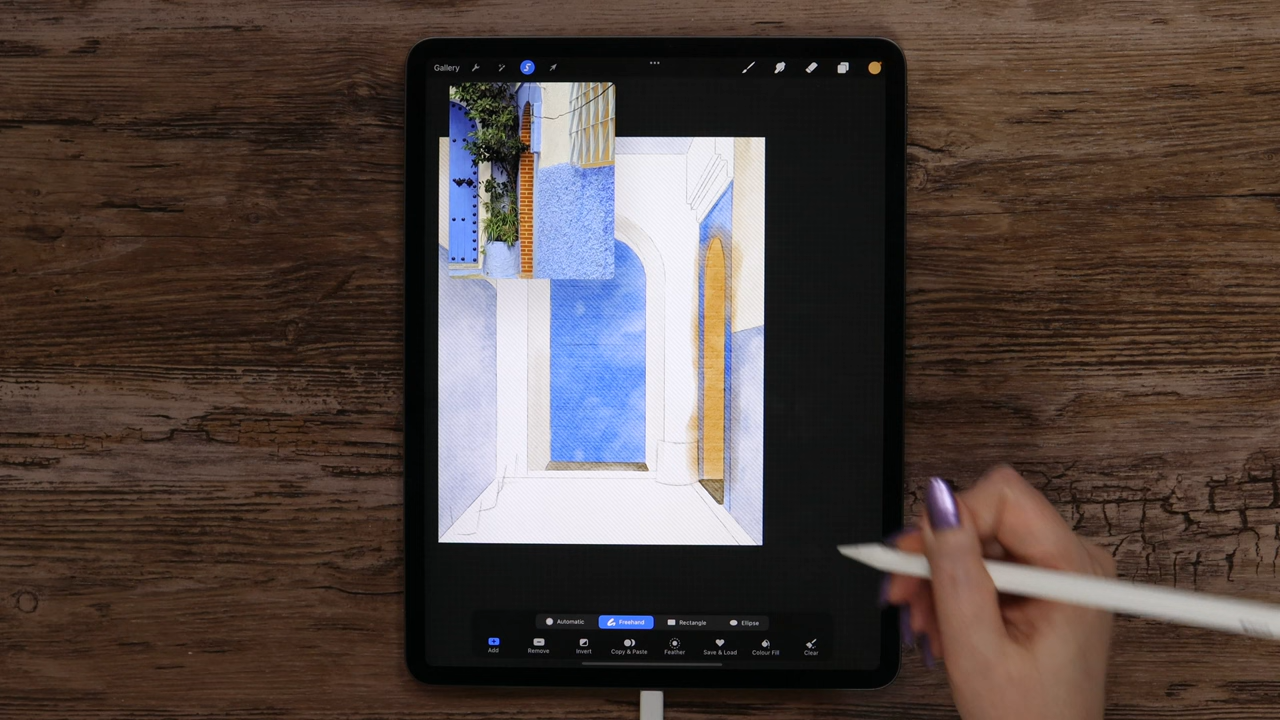 Gallery
Automatic Freehand Rectangle Ellipse
Add Remove Invert Copy & Paste Feather Save & Load Colour Fill Clear